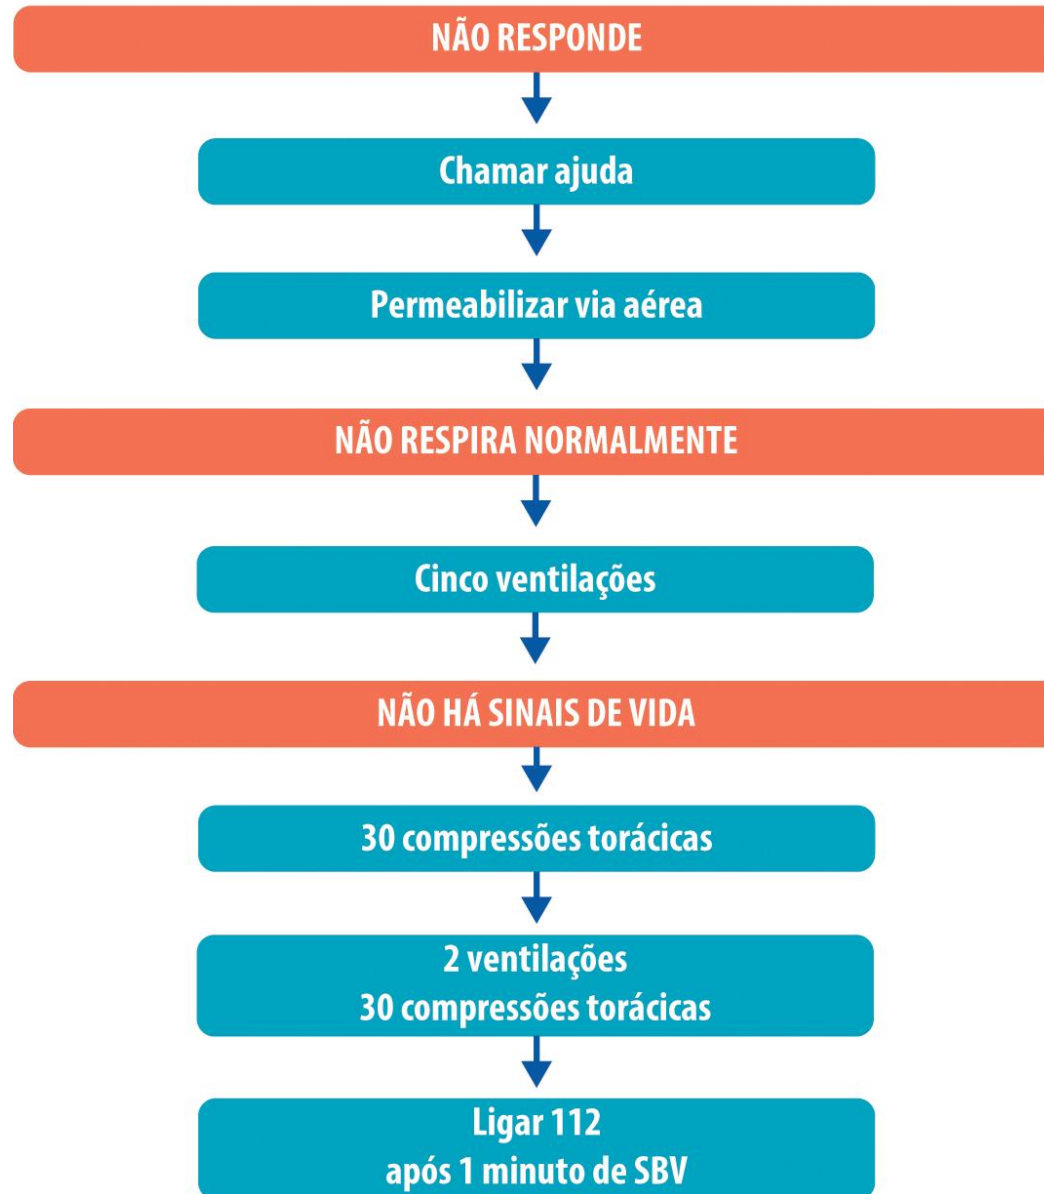 NÃO RESPONDE
Chamar ajuda
Permeabilizar via aérea
NÃO RESPIRA NORMALMENTE
Cinco ventilações
NÃO HÁ SINAIS DE VIDA
30 compressões torácicas
2 ventilações
30 compressões torácicas
Ligar 112
após 1 minuto de SBV